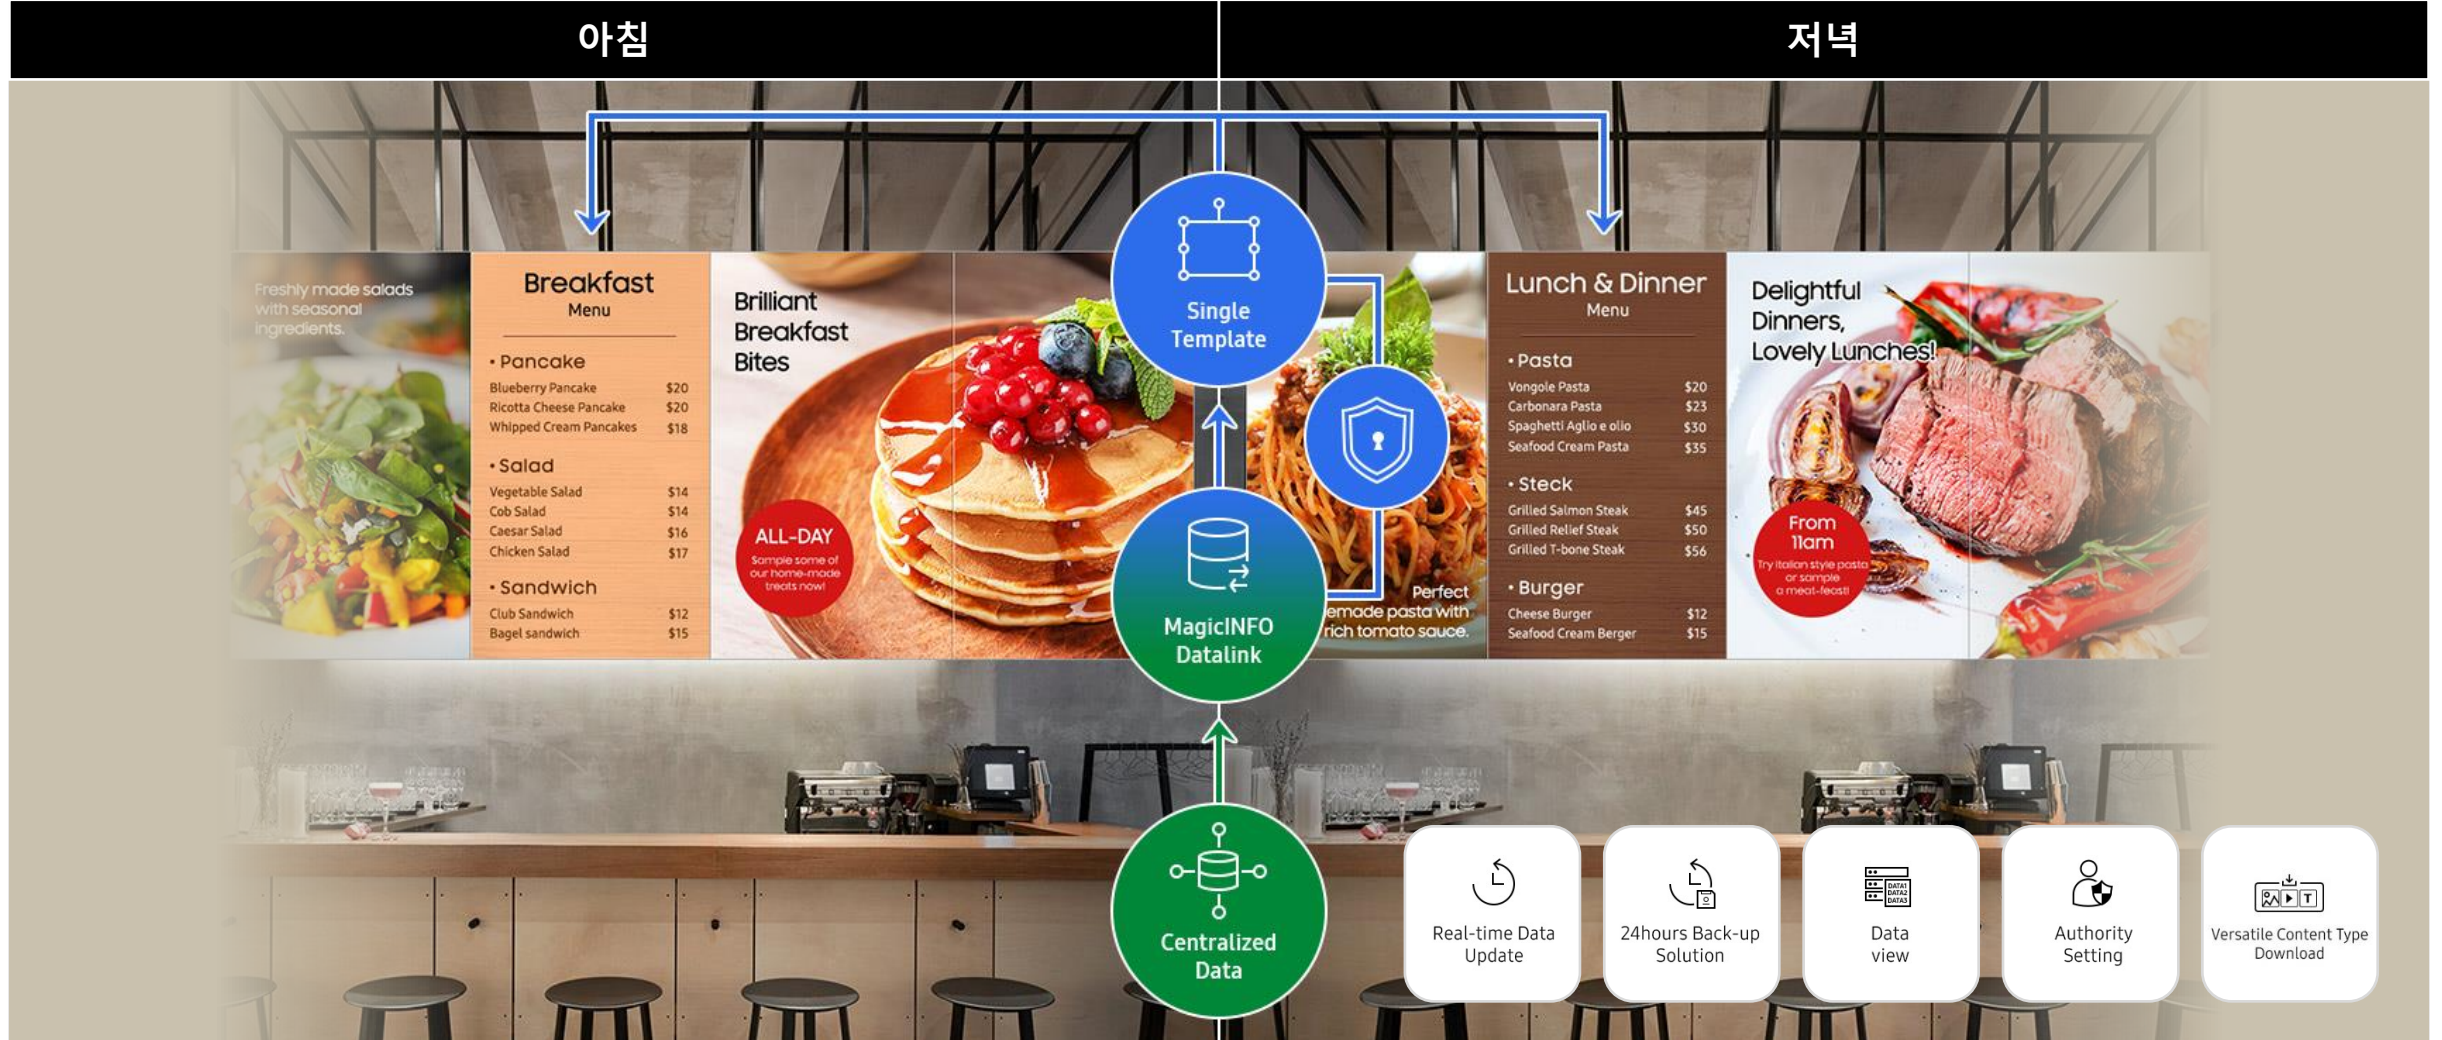 아침
저녁
Freshly made salads
with seasonal
ingredients.
Breakfast
Menu
• Pancake
Blueberry Pancake $20
Ricotta Cheese Pancake $20
Whipped Cream Pancakes $18
• Salad
Vegetable Salad $14
Cob Salad $14
Caesar Salad $16
Chicken Salad $17
• Sandwich
Club Sandwich $12
Bagel sandwich $15
Brilliant
Breakfast
Bites
ALL-DAY
Sample some of
our home-made
treats now!
Single
Template
MagicINFO
Datalink
Centralized
Data
Perfect
emade pasta with
rich tomato sauce.
Lunch & Dinner
Menu
• Pasta
Vongole Pasta $20
Carbonara Pasta $23
Spaghetti Aglio e olio $30
Seafood Cream Pasta $35
• Steck
Grilled Salmon Steak $45
Grilled Relief Steak $50
Grilled T-bone Steak $56
• Burger
Cheese Burger $12
Seafood Cream Berger $15
Delightful
Dinners,
Lovely Lunches!
From
11am
Try italian style pasta
or sample
a meat-feast!
Real-time Data
Update
24hours Back-up
Solution
DATA1
DATA2
DATA3
Data
view
Authority
Setting
T
Versatile Content Type
Download